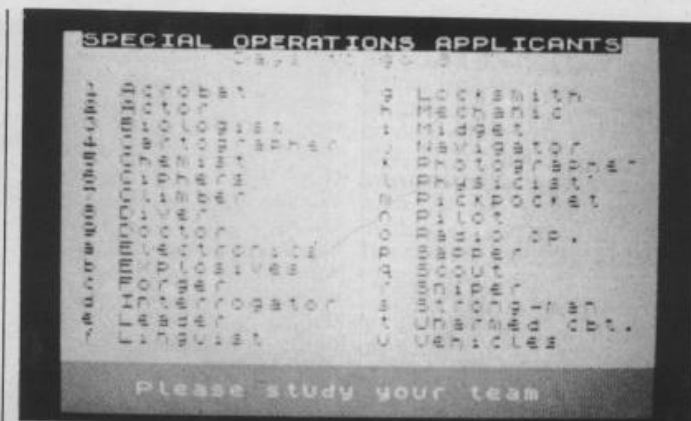 SPECIAL OPERATIONS APPLICANTS
Acrobat g Locksmith
Actor h Mechanic
Biologist i Midget
Cartographer j Navigator
Chemist k Photographer
Ciphers l Physicist
Climber m Pickpocket
Diver n Pilot
Doctor o Radio op.
Electronics p Sapper
Explosives q Scout
Forger r Sniper
Interrogator s Strongman
Leader t Unarmed cbt.
Linguist u Vehicles
Please study your team